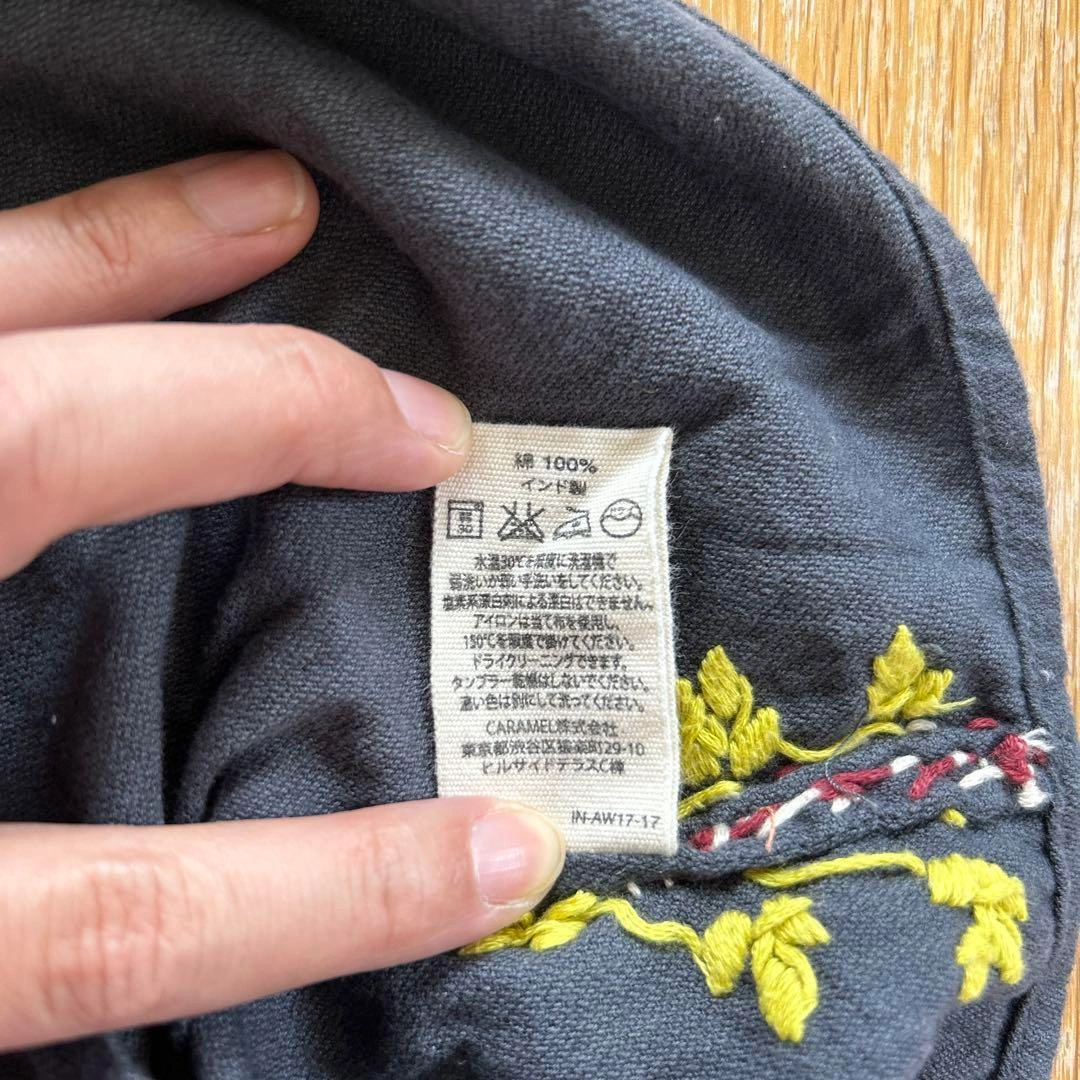 綿 100%
インド製
水温30℃を限度に洗濯機で
弱洗いか弱い手洗いをしてください。
塩素系漂白剤による漂白はできません。
アイロンは当て布を使用し、
150℃を限度で掛けてください。
ドライクリーニングできます。
タンブラー乾燥はしないでください。
濃い色は別にして洗ってください。
CARAMEL株式会社
東京都渋谷区猿楽町29-10
ヒルサイドテラスC棟
IN-AW17-17